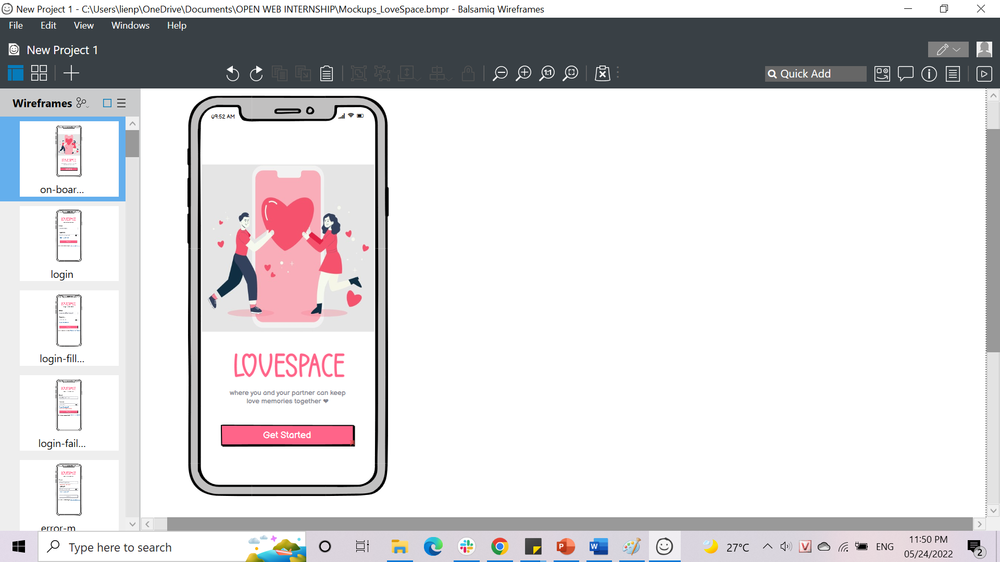 New Project 1 - C:\Users\lienp\OneDrive\Documents\OPEN WEB INTERNSHIP\Mockups_LoveSpace.bmpr - Balsamiq Wireframes
File Edit View Windows Help
New Project 1
1:1
Quick Add
Wireframes
on-boar...
login
login-fill...
login-fail...
error-m
09:52 AM
LOVESPACE
where you and your partner can keep
love memories together ❤
Get Started
Type here to search
27°C
ENG
11:50 PM
05/24/2022
2